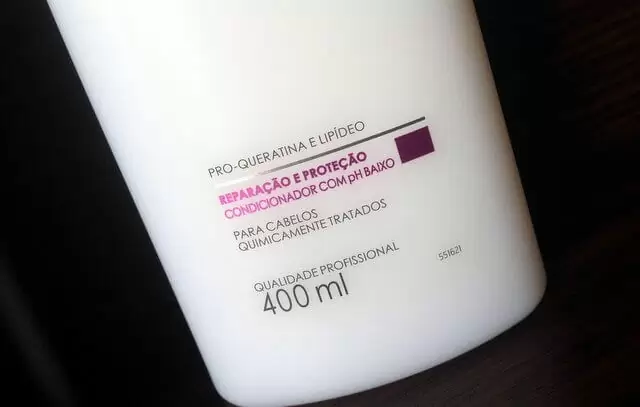 PRO-QUERATINA E LIPÍDEO
REPARAÇÃO E PROTEÇÃO
CONDICIONADOR COM pH BAIXO
PARA CABELOS
QUIMICAMENTE TRATADOS
QUALIDADE PROFISSIONAL
400 ml
551621